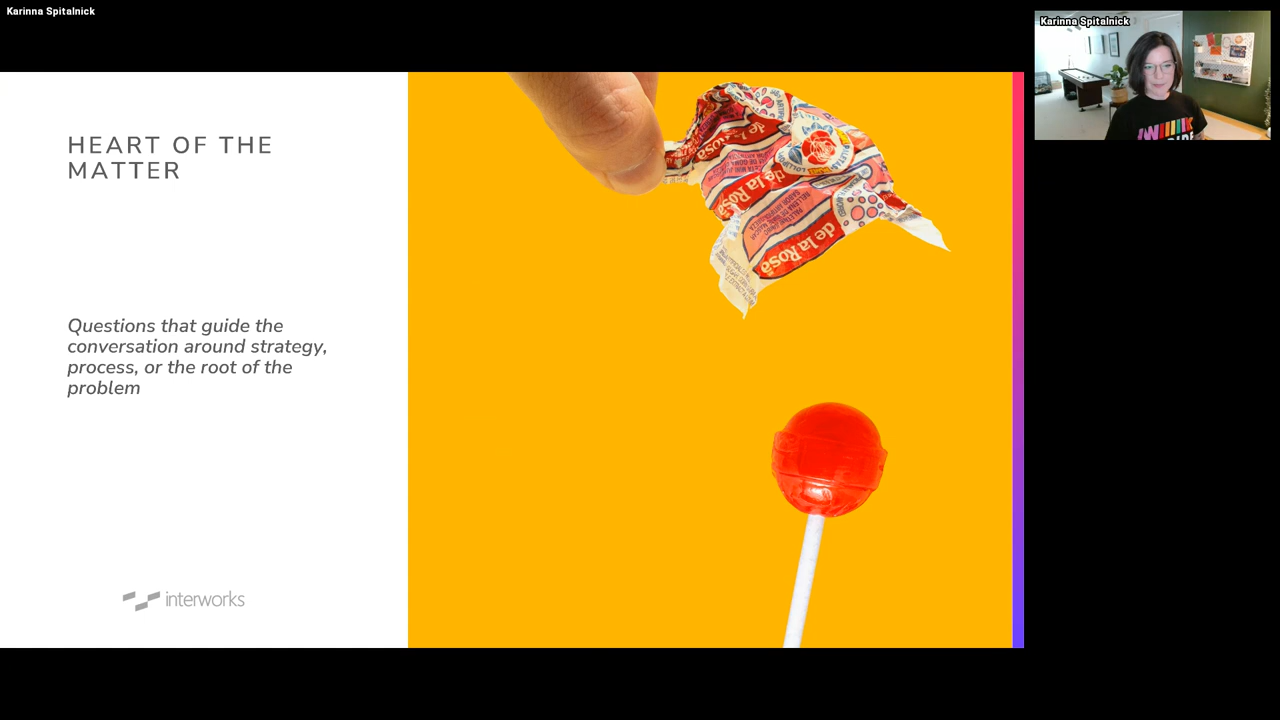 Karinna Spitalnick
Karinna Spitalnick
HEART OF THE
MATTER
Questions that guide the
conversation around strategy,
process, or the root of the
problem
interworks
de la Rosa
de la Rosa
de la Rosa